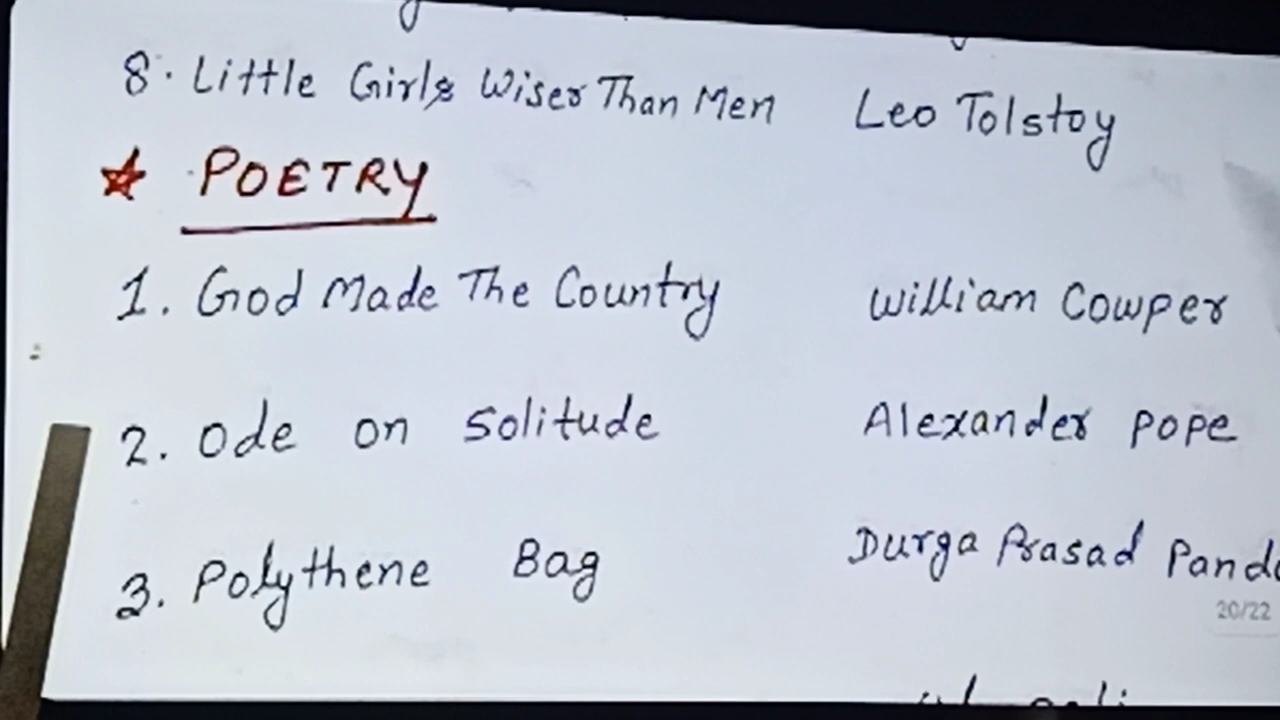 8. Little Girls Wiser Than Men Leo Tolstoy
POETRY
1. God Made The Country William Cowper
2. Ode on Solitude Alexander Pope
3. Polythene Bag Durga Prasad
20/22